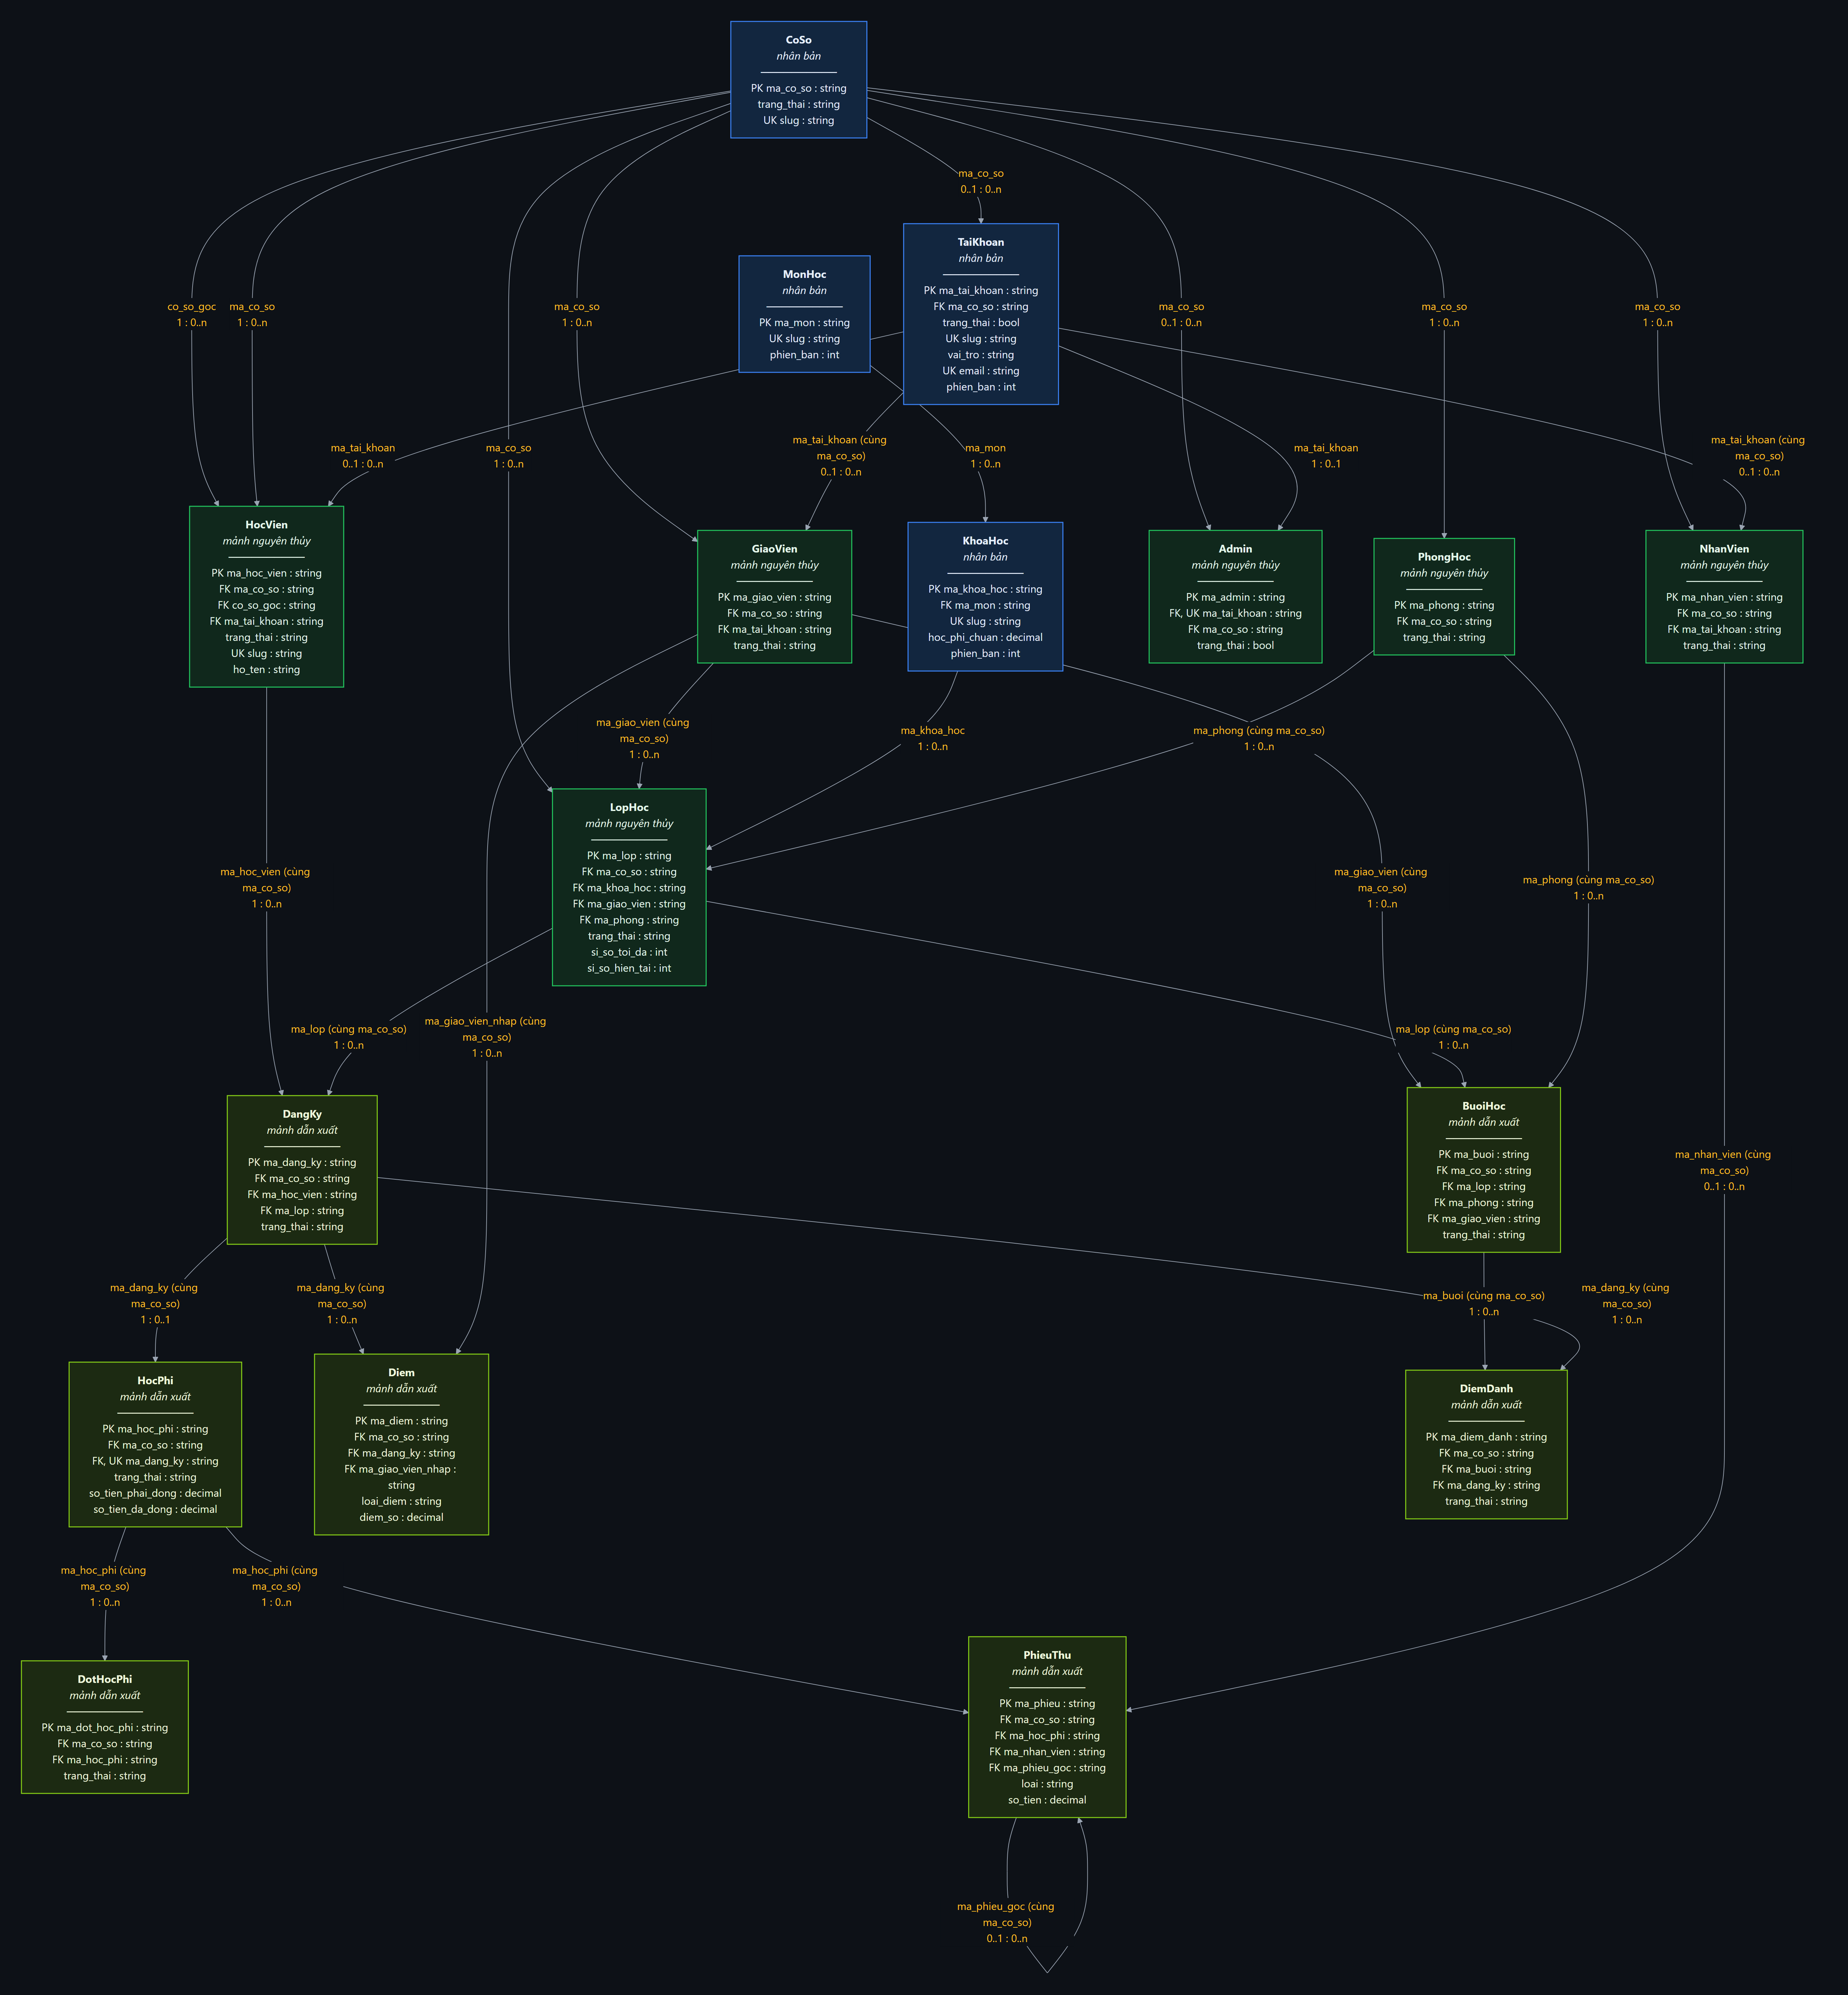 CoSo
nhân bản
PK ma_co_so : string
trang_thai : string
UK slug : string
ma_co_so
0..1 : 0..n
TaiKhoan
nhân bản
PK ma_tai_khoan : string
FK ma_co_so : string
trang_thai : bool
UK slug : string
vai_tro : string
UK email : string
phien_ban : int
MonHoc
nhân bản
PK ma_mon : string
UK slug : string
phien_ban : int
co_so_goc
1 : 0..n
ma_co_so
1 : 0..n
ma_co_so
1 : 0..n
ma_co_so
0..1 : 0..n
ma_co_so
1 : 0..n
ma_co_so
1 : 0..n
ma_tai_khoan
0..1 : 0..n
ma_co_so
1 : 0..n
ma_tai_khoan (cùng
ma_co_so)
0..1 : 0..n
ma_mon
1 : 0..n
ma_tai_khoan
1 : 0..1
ma_tai_khoan (cùng
ma_co_so)
0..1 : 0..n
HocVien
mảnh nguyên thủy
PK ma_hoc_vien : string
FK ma_co_so : string
FK co_so_goc : string
FK ma_tai_khoan : string
trang_thai : string
UK slug : string
ho_ten : string
GiaoVien
mảnh nguyên thủy
PK ma_giao_vien : string
FK ma_co_so : string
FK ma_tai_khoan : string
trang_thai : string
KhoaHoc
nhân bản
PK ma_khoa_hoc : string
FK ma_mon : string
UK slug : string
hoc_phi_chuan : decimal
phien_ban : int
Admin
mảnh nguyên thủy
PK ma_admin : string
FK, UK ma_tai_khoan : string
FK ma_co_so : string
trang_thai : bool
PhongHoc
mảnh nguyên thủy
PK ma_phong : string
FK ma_co_so : string
trang_thai : string
NhanVien
mảnh nguyên thủy
PK ma_nhan_vien : string
FK ma_co_so : string
FK ma_tai_khoan : string
trang_thai : string
ma_giao_vien (cùng
ma_co_so)
1 : 0..n
ma_khoa_hoc
1 : 0..n
ma_phong (cùng ma_co_so)
1 : 0..n
LopHoc
mảnh nguyên thủy
PK ma_lop : string
FK ma_co_so : string
FK ma_khoa_hoc : string
FK ma_giao_vien : string
FK ma_phong : string
trang_thai : string
si_so_toi_da : int
si_so_hien_tai : int
ma_hoc_vien (cùng
ma_co_so)
1 : 0..n
ma_giao_vien (cùng
ma_co_so)
1 : 0..n
ma_phong (cùng ma_co_so)
1 : 0..n
ma_lop (cùng ma_co_so)
1 : 0..n
ma_giao_vien_nhap (cùng
ma_co_so)
1 : 0..n
ma_lop (cùng ma_co_so)
1 : 0..n
DangKy
mảnh dẫn xuất
PK ma_dang_ky : string
FK ma_co_so : string
FK ma_hoc_vien : string
FK ma_lop : string
trang_thai : string
BuoiHoc
mảnh dẫn xuất
PK ma_buoi : string
FK ma_co_so : string
FK ma_lop : string
FK ma_phong : string
FK ma_giao_vien : string
trang_thai : string
ma_nhan_vien (cùng
ma_co_so)
0..1 : 0..n
ma_dang_ky (cùng
ma_co_so)
1 : 0..1
ma_dang_ky (cùng
ma_co_so)
1 : 0..n
ma_buoi (cùng ma_co_so)
1 : 0..n
ma_dang_ky (cùng
ma_co_so)
1 : 0..n
HocPhi
mảnh dẫn xuất
PK ma_hoc_phi : string
FK ma_co_so : string
FK, UK ma_dang_ky : string
trang_thai : string
so_tien_phai_dong : decimal
so_tien_da_dong : decimal
Diem
mảnh dẫn xuất
PK ma_diem : string
FK ma_co_so : string
FK ma_dang_ky : string
FK ma_giao_vien_nhap :
string
loai_diem : string
diem_so : decimal
DiemDanh
mảnh dẫn xuất
PK ma_diem_danh : string
FK ma_co_so : string
FK ma_buoi : string
FK ma_dang_ky : string
trang_thai : string
ma_hoc_phi (cùng
ma_co_so)
1 : 0..n
ma_hoc_phi (cùng
ma_co_so)
1 : 0..n
DotHocPhi
mảnh dẫn xuất
PK ma_dot_hoc_phi : string
FK ma_co_so : string
FK ma_hoc_phi : string
trang_thai : string
PhieuThu
mảnh dẫn xuất
PK ma_phieu : string
FK ma_co_so : string
FK ma_hoc_phi : string
FK ma_nhan_vien : string
FK ma_phieu_goc : string
loai : string
so_tien : decimal
ma_phieu_goc (cùng
ma_co_so)
0..1 : 0..n